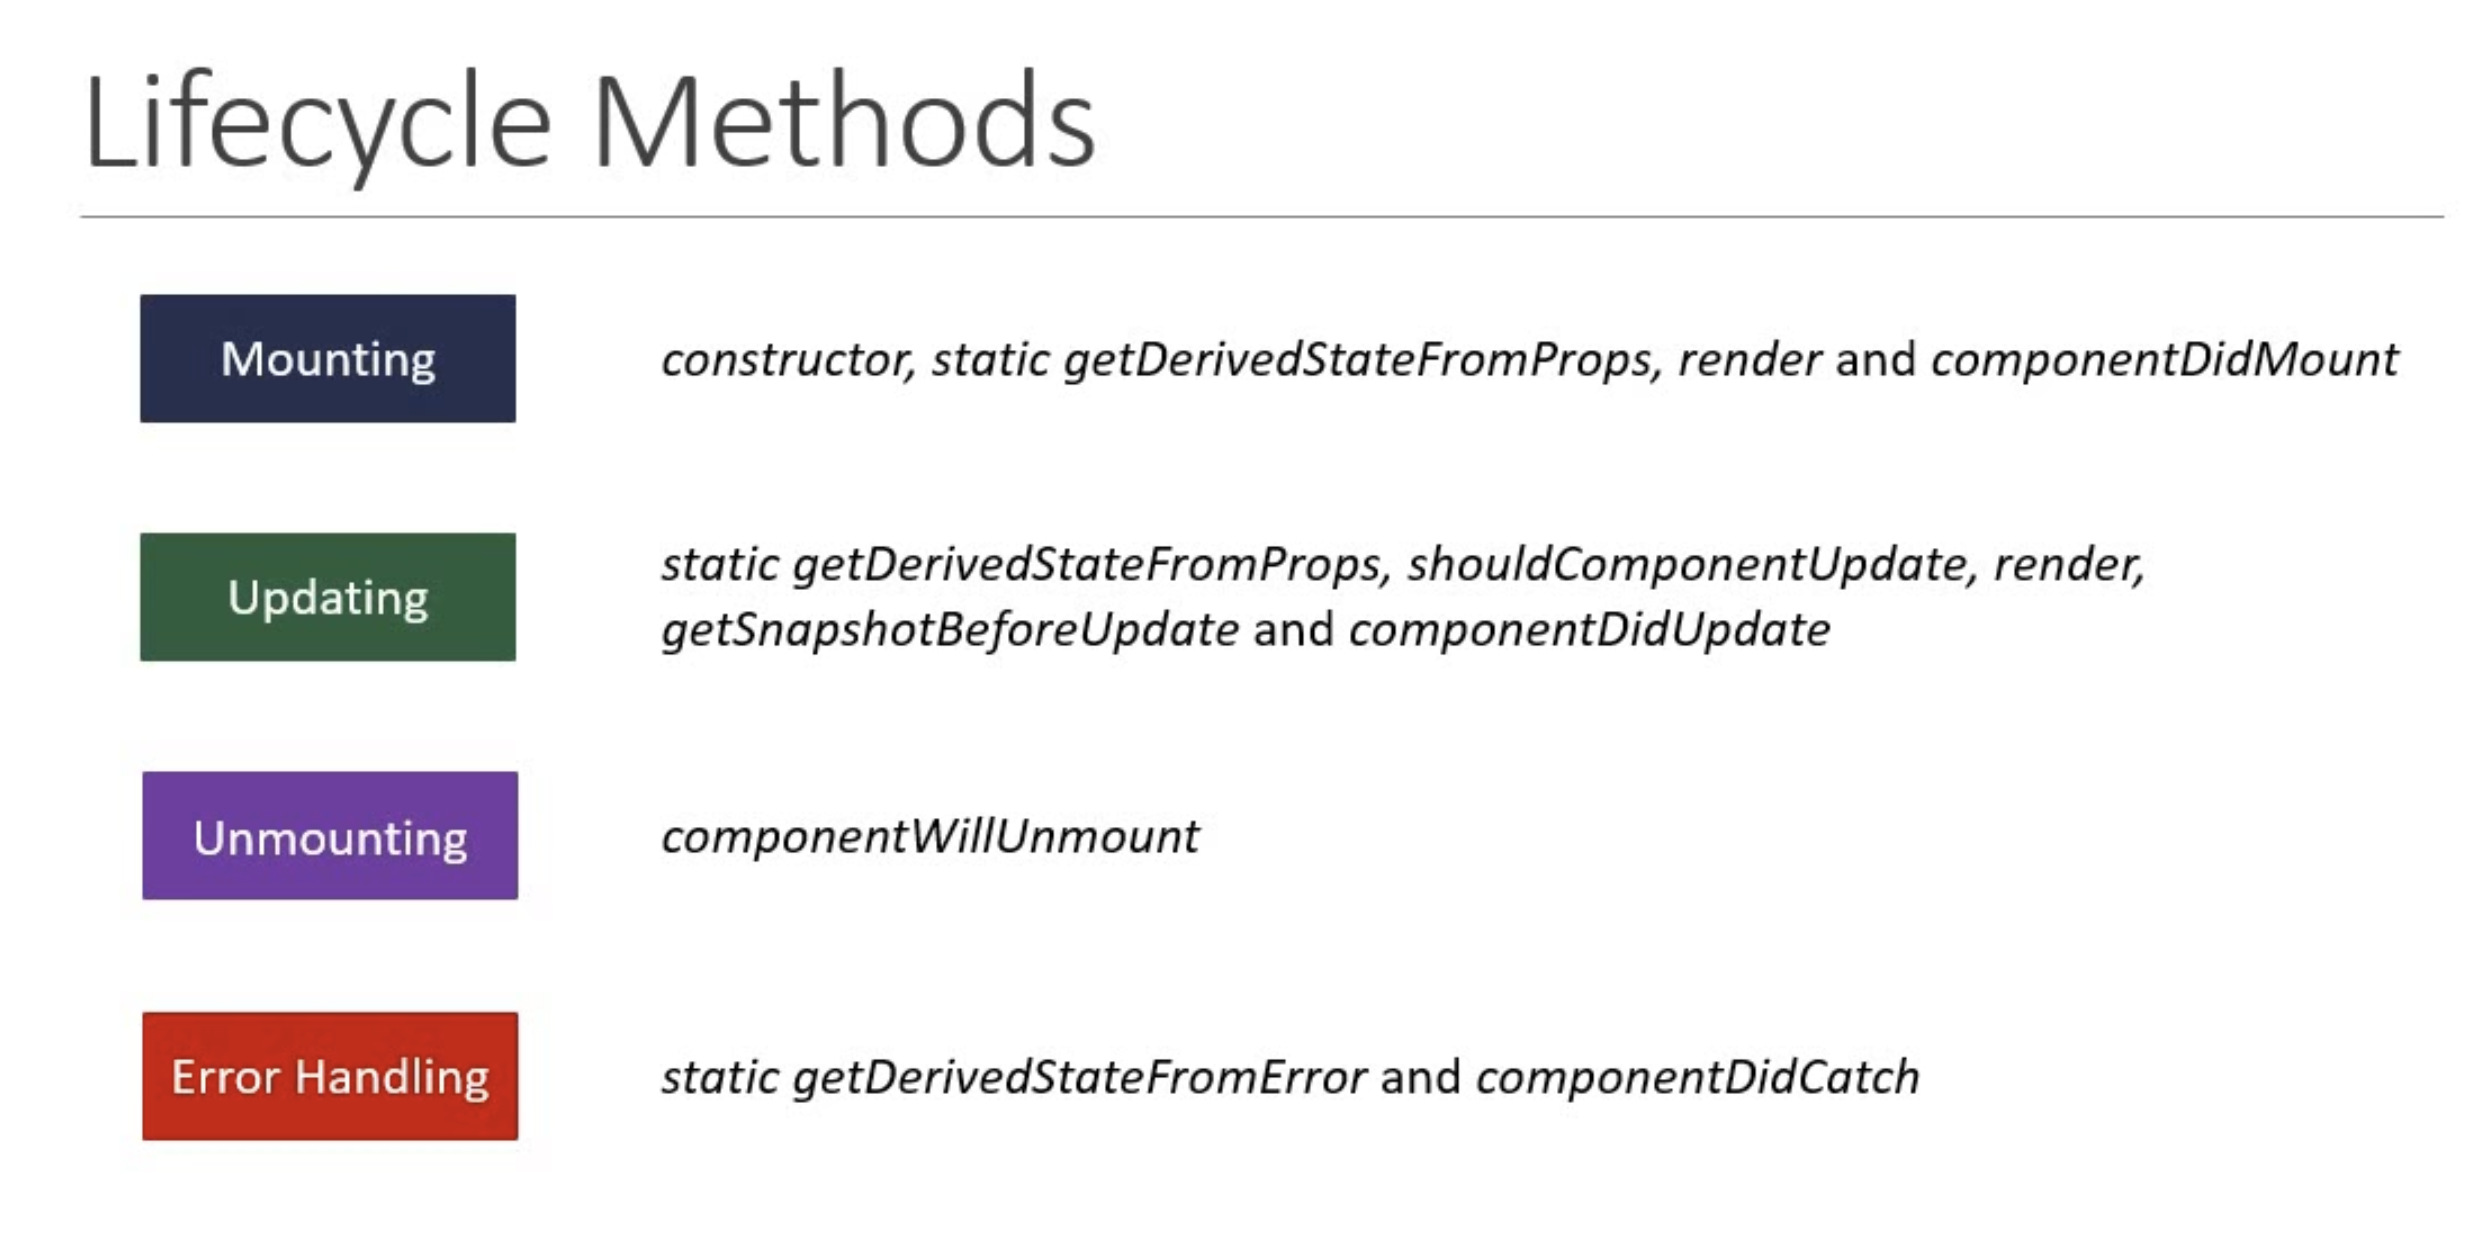 Lifecycle Methods
Mounting
constructor, static getDerivedStateFromProps, render and componentDidMount
Updating
static getDerivedStateFromProps, shouldComponentUpdate, render,
getSnapshotBeforeUpdate and componentDidUpdate
Unmounting
componentWillUnmount
Error Handling
static getDerivedStateFromError and componentDidCatch